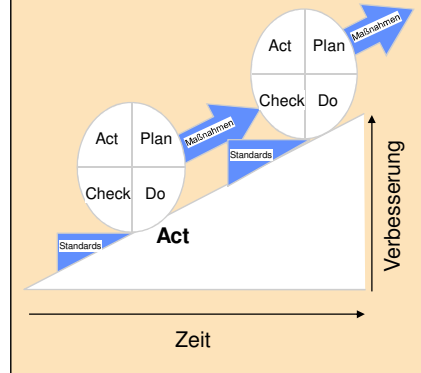 Act Plan
Maßnahmen
Check Do
Standards
Act Plan
Maßnahmen
Check Do
Standards
Act
Verbesserung
Zeit